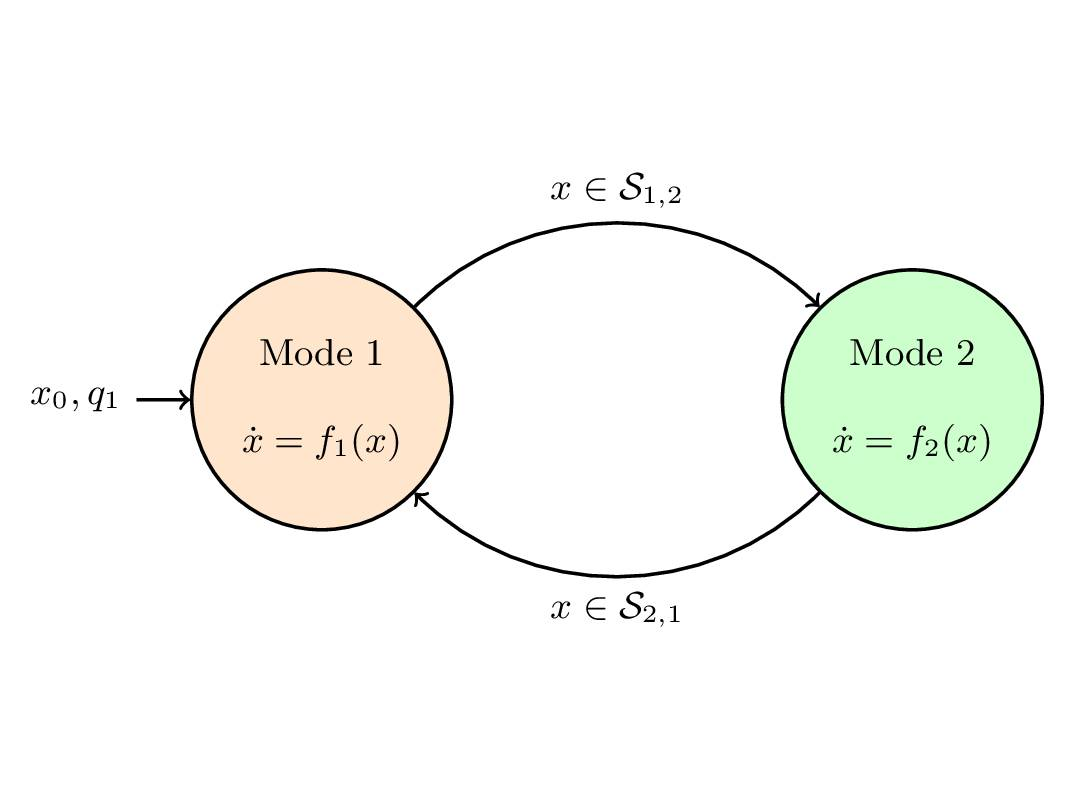 x ∈ 𝒮₁,₂
Mode 1
ẋ = f₁(x)
x₀, q₁
Mode 2
ẋ = f₂(x)
x ∈ 𝒮₂,₁